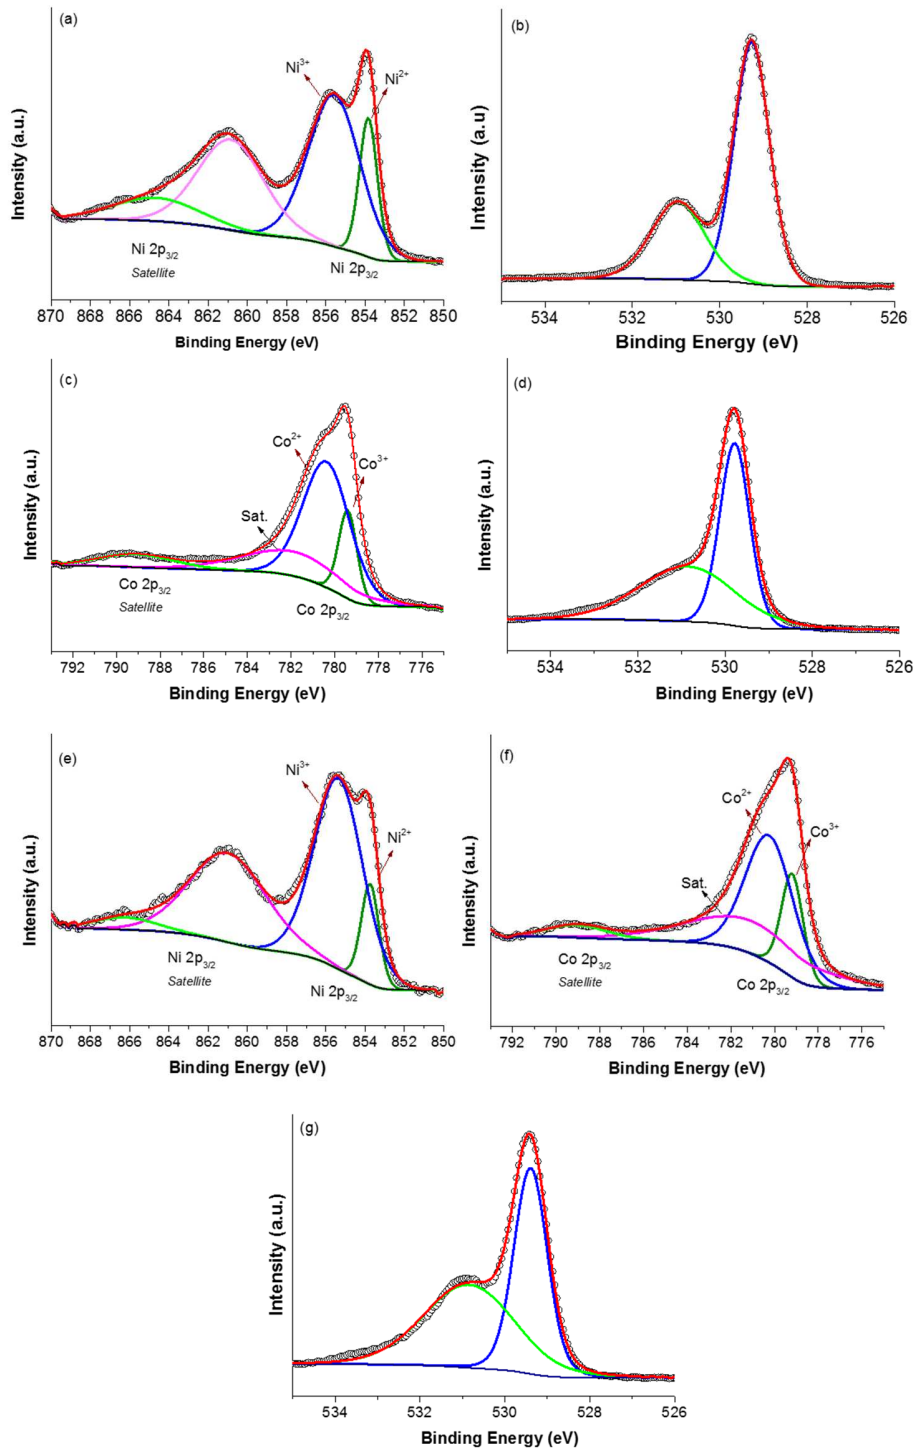 (a)
Ni³⁺
Ni²⁺
Intensity (a.u.)
Ni 2p₃/₂
Satellite
Ni 2p₃/₂
870 868 866 864 862 860 858 856 854 852 850
Binding Energy (eV)
(b)
Intensity (a.u)
534 532 530 528 526
Binding Energy (eV)
(c)
Co²⁺
Co³⁺
Sat.
Intensity (a.u.)
Co 2p₃/₂
Satellite
Co 2p₃/₂
792 790 788 786 784 782 780 778 776
Binding Energy (eV)
(d)
Intensity (a.u.)
534 532 530 528 526
Binding Energy (eV)
(e)
Ni³⁺
Ni²⁺
Intensity (a.u.)
Ni 2p₃/₂
Satellite
Ni 2p₃/₂
870 868 866 864 862 860 858 856 854 852 850
Binding Energy (eV)
(f)
Co²⁺
Co³⁺
Sat.
Intensity (a.u.)
Co 2p₃/₂
Satellite
Co 2p₃/₂
792 790 788 786 784 782 780 778 776
Binding Energy (eV)
(g)
Intensity (a.u.)
534 532 530 528 526
Binding Energy (eV)